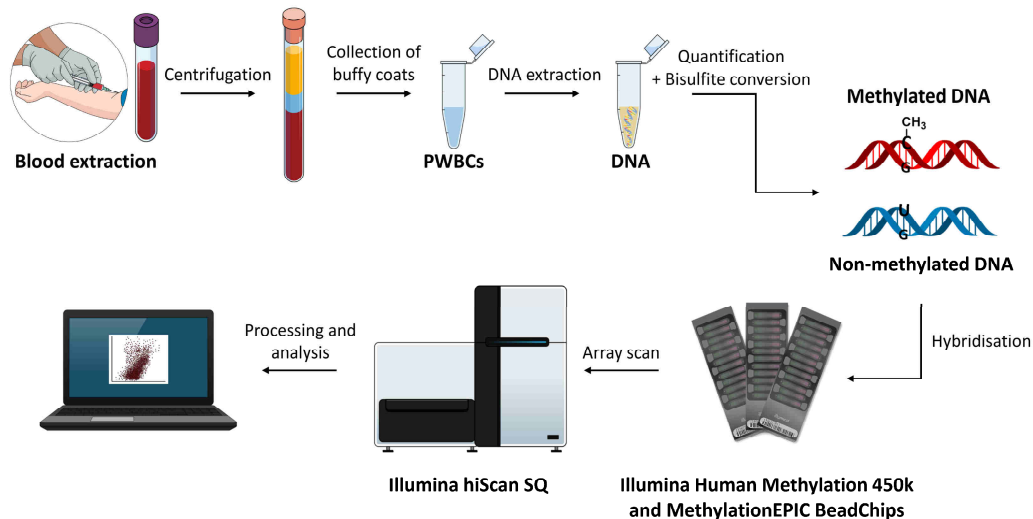 Blood extraction
Centrifugation
Collection of
buffy coats
PWBCs
DNA extraction
DNA
Quantification
+ Bisulfite conversion
Methylated DNA
CH3
C
G
U
G
Non-methylated DNA
Hybridisation
Illumina Human Methylation 450k
and MethylationEPIC BeadChips
Array scan
Illumina hiScan SQ
Processing and
analysis